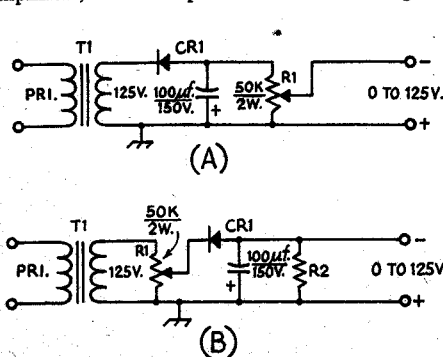 T1
CR1
PRI.
125V.
100µf.
150V.
+
50K
2W.
R1
-
0 TO 125V.
+
(A)
50K
2W.
T1
R1
CR1
PRI.
125V.
100µf.
150V.
+
R2
-
0 TO 125V
+
(B)